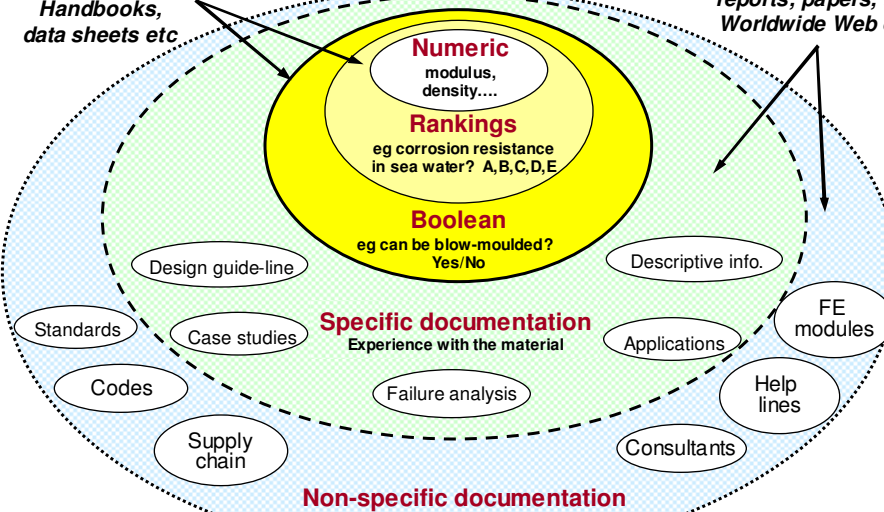 Handbooks,
data sheets etc
reports, papers,
Worldwide Web
Numeric
modulus,
density....
Rankings
eg corrosion resistance
in sea water? A,B,C,D,E
Boolean
eg can be blow-moulded?
Yes/No
Design guide-line
Descriptive info.
Standards
Case studies
Specific documentation
Experience with the material
Applications
FE
modules
Codes
Failure analysis
Help
lines
Supply
chain
Consultants
Non-specific documentation